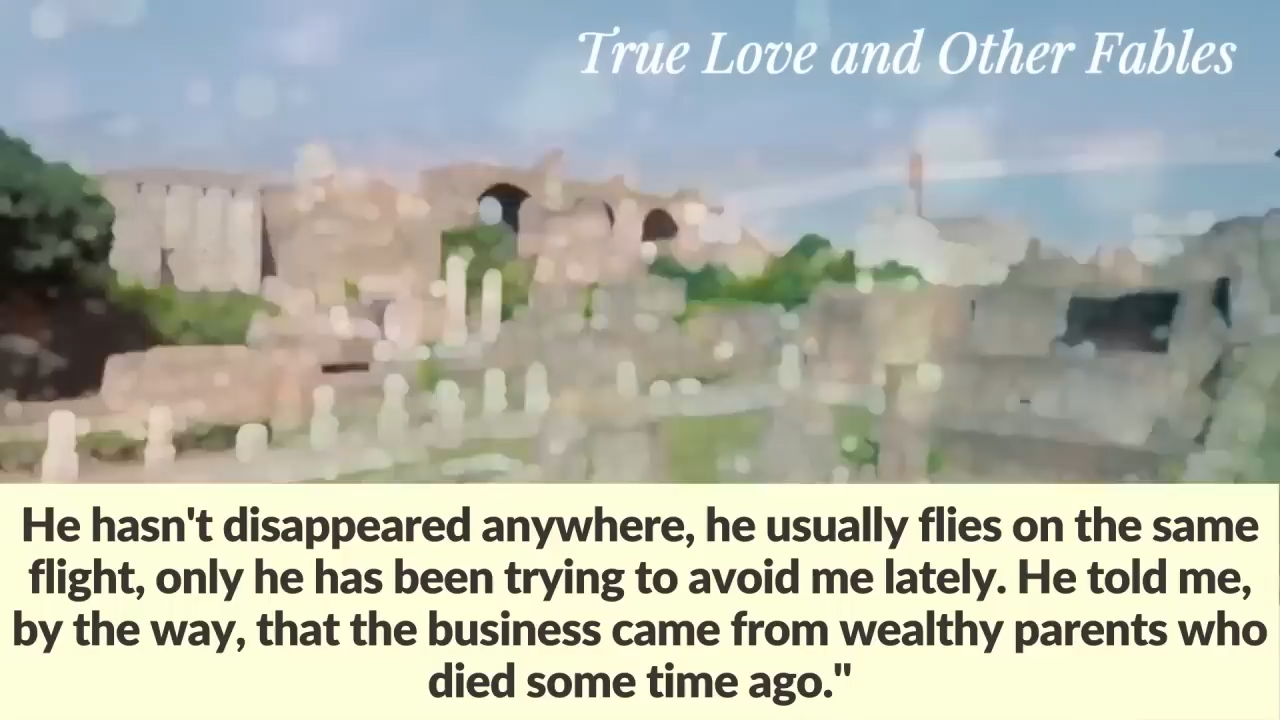 True Love and Other Fables
He hasn't disappeared anywhere, he usually flies on the same
flight, only he has been trying to avoid me lately. He told me,
by the way, that the business came from wealthy parents who
died some time ago."